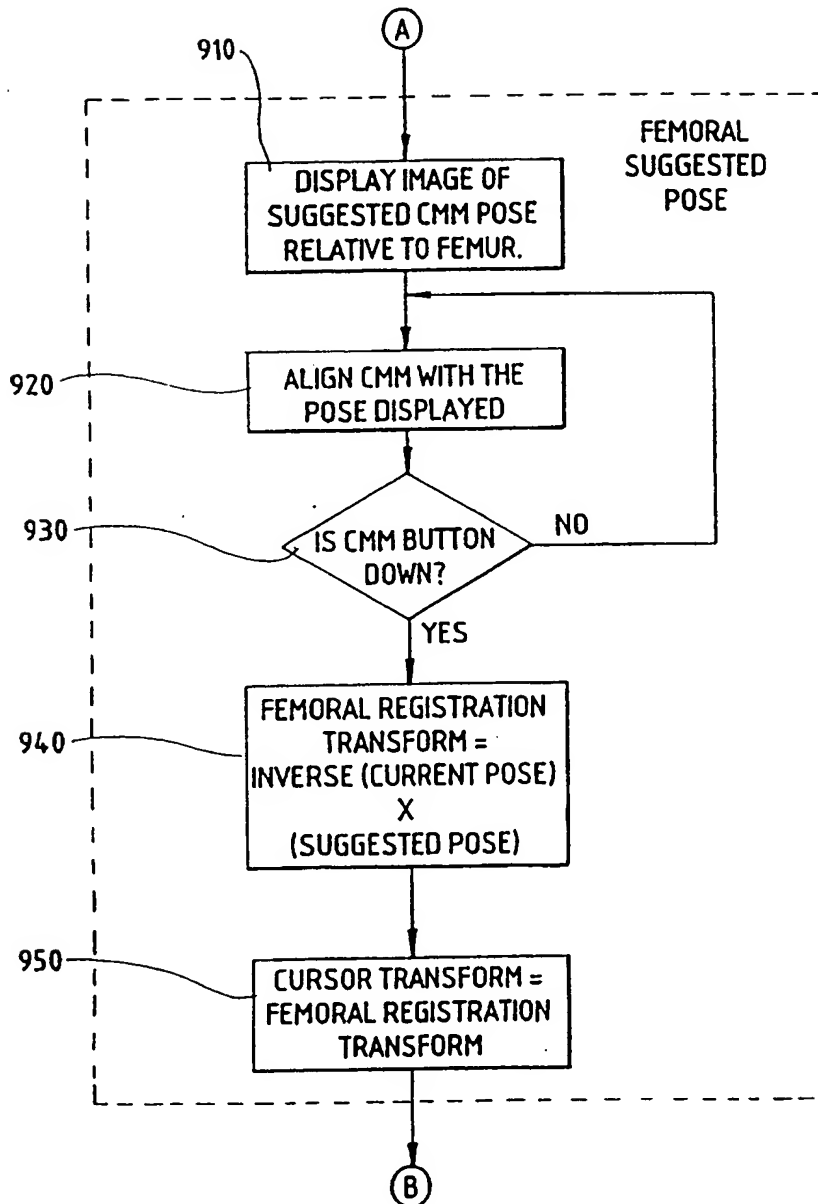 A
910
FEMORAL
SUGGESTED
POSE
DISPLAY IMAGE OF
SUGGESTED CMM POSE
RELATIVE TO FEMUR.
920
ALIGN CMM WITH THE
POSE DISPLAYED
930
IS CMM BUTTON
DOWN?
NO
YES
940
FEMORAL REGISTRATION
TRANSFORM =
INVERSE (CURRENT POSE)
X
(SUGGESTED POSE)
950
CURSOR TRANSFORM =
FEMORAL REGISTRATION
TRANSFORM
B